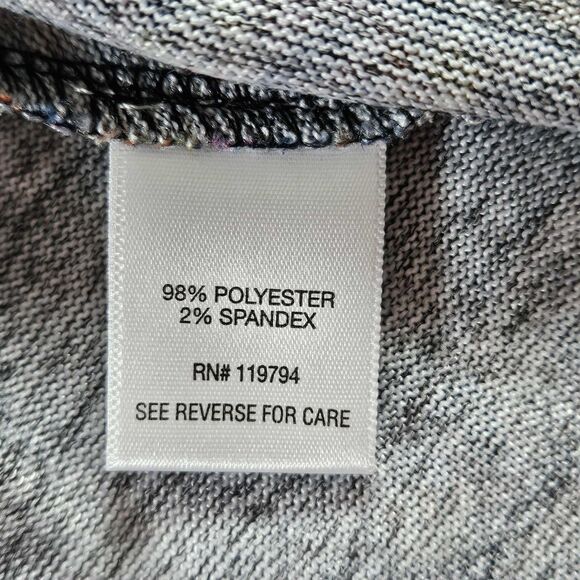 98% POLYESTER
2% SPANDEX
RN# 119794
SEE REVERSE FOR CARE